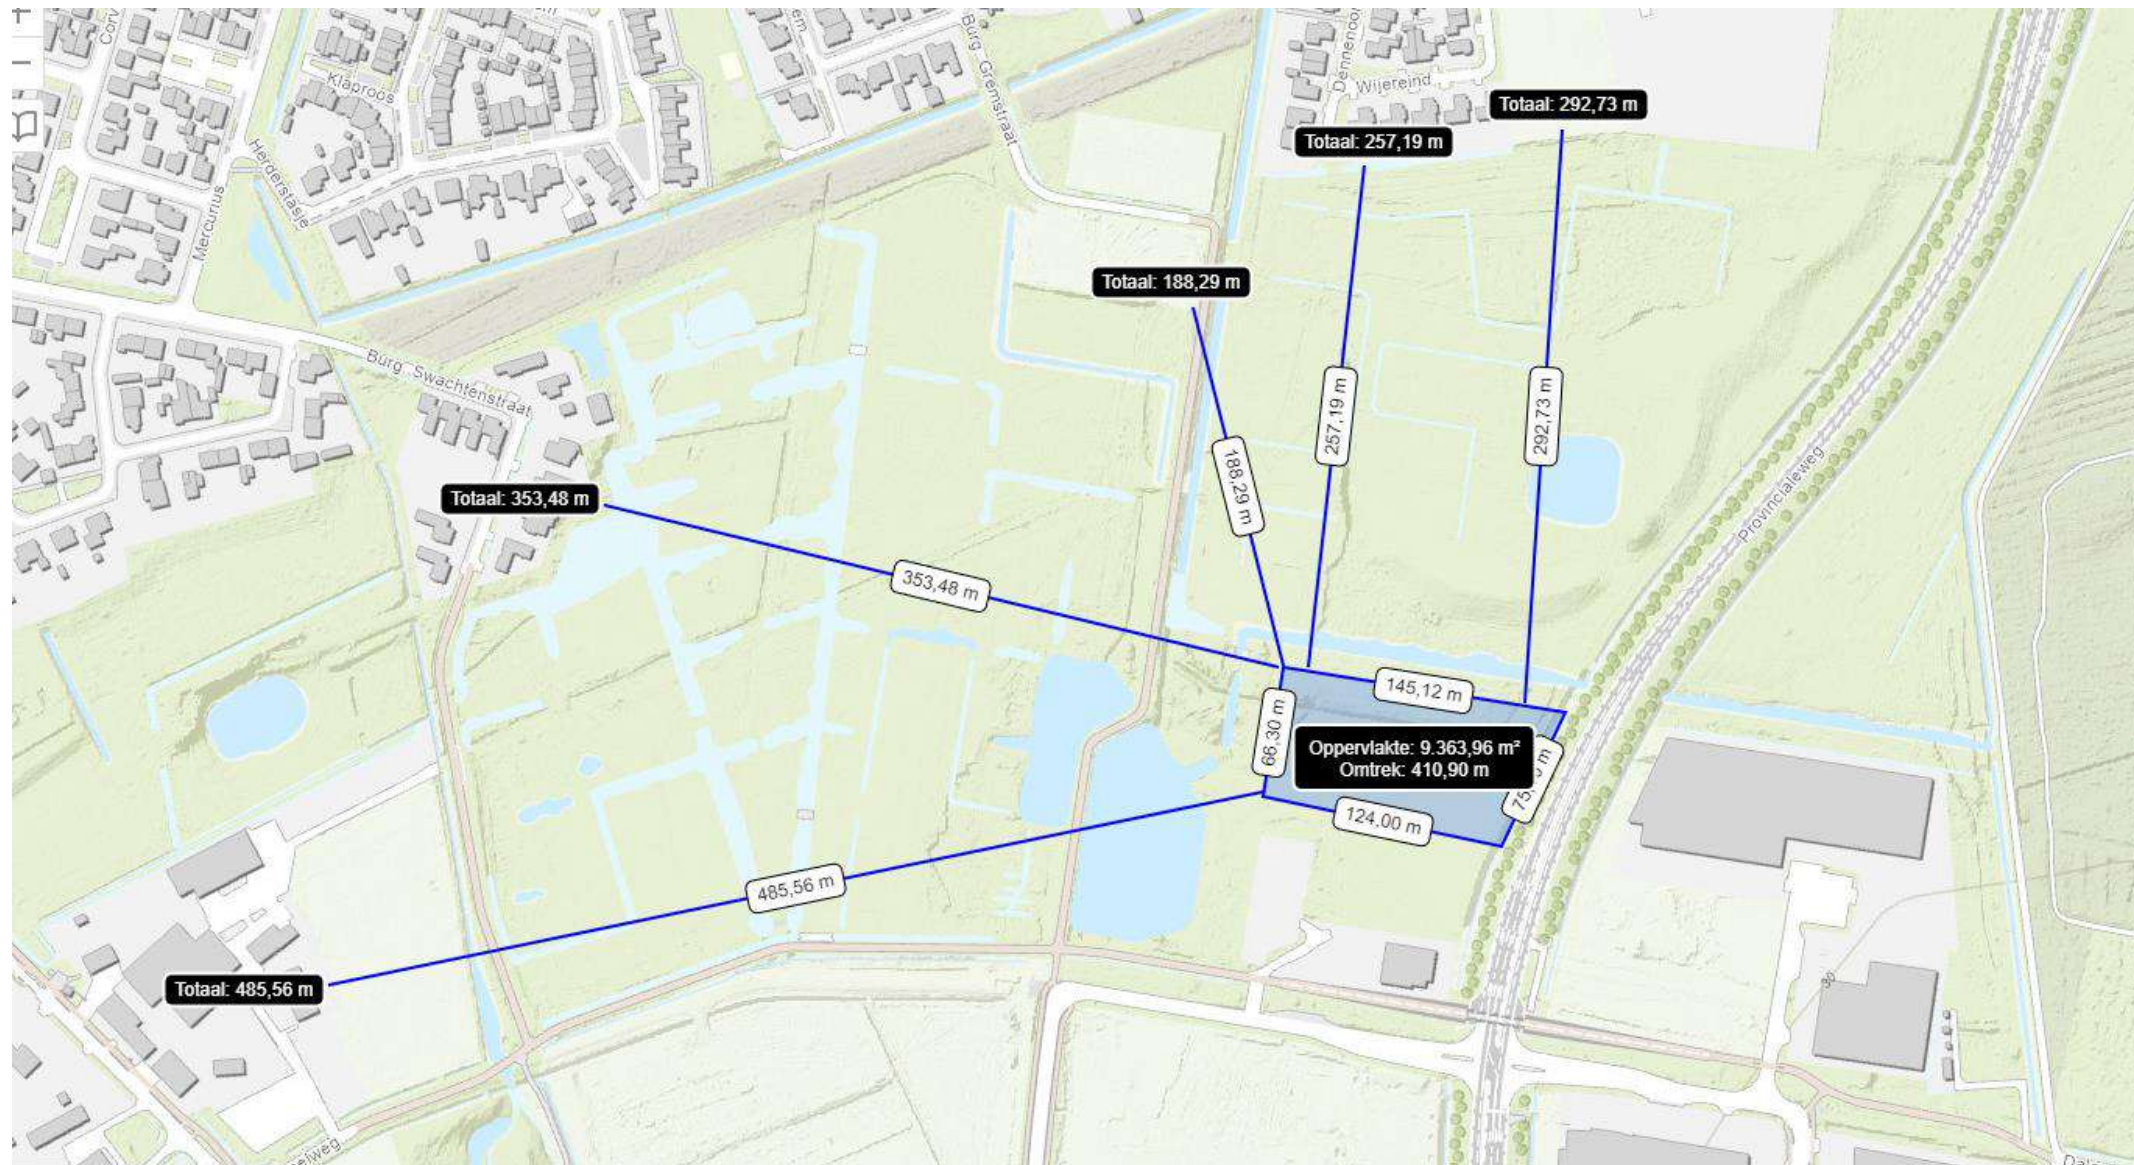 Klaproos
Burg Gremstraat
Wijereind
Totaal: 292,73 m
Totaal: 257,19 m
Herderstasje
Mercurius
Totaal: 188,29 m
Burg Swachtenstraat
257,19 m
292,73 m
188,29 m
Provincialeweg
Totaal: 353,48 m
353,48 m
145,12 m
66,30 m
Oppervlakte: 9.363,96 m²
Omtrek: 410,90 m
124,00 m
485,56 m
Totaal: 485,56 m
30